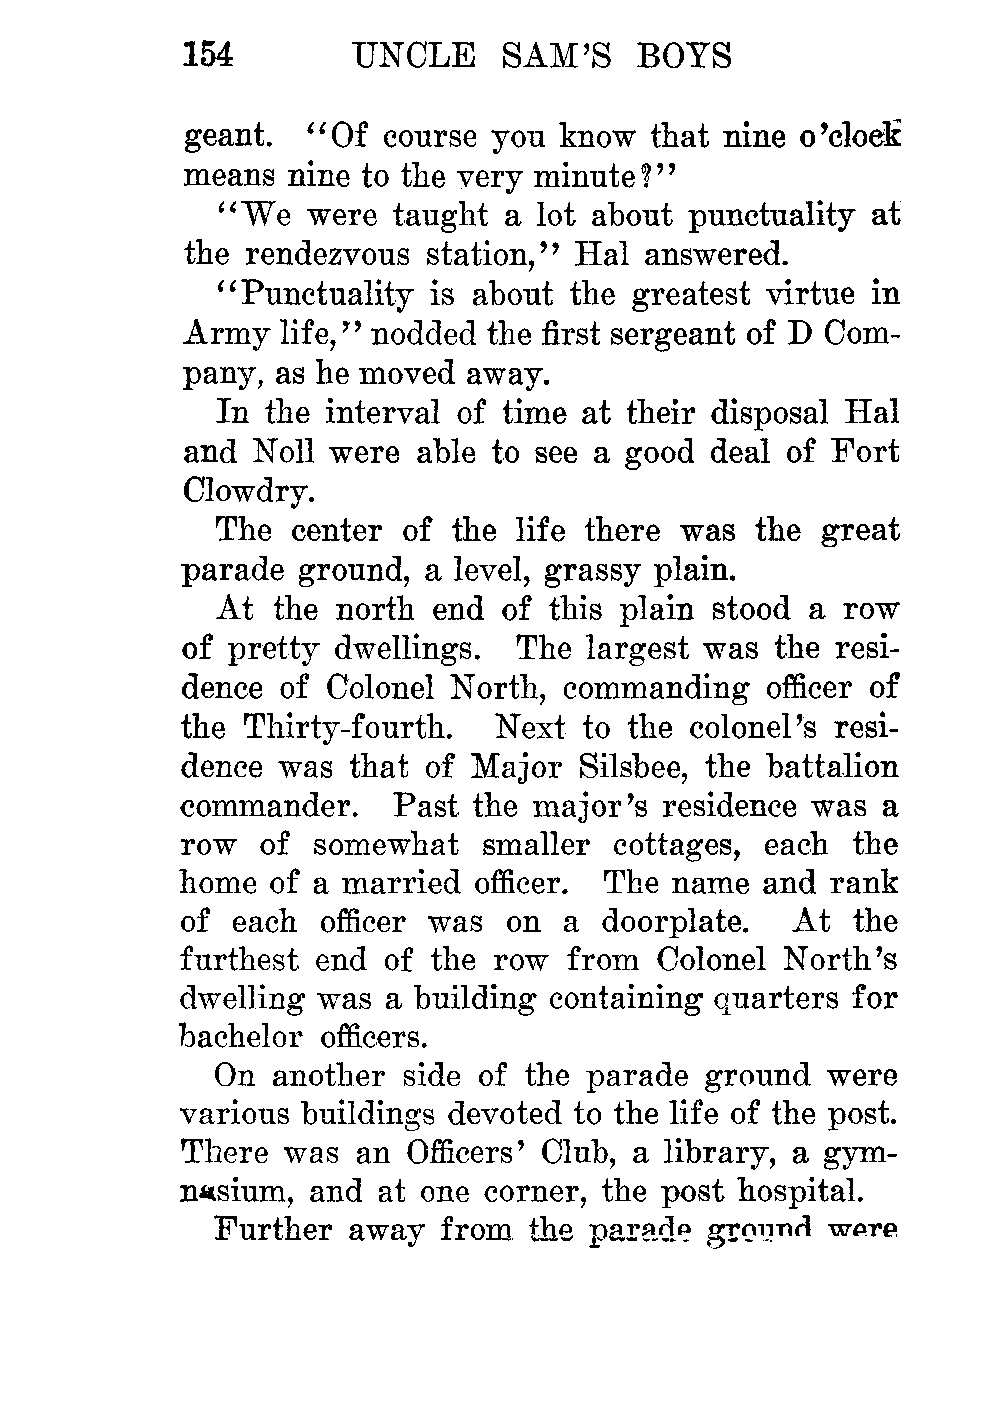 154 UNCLE SAM'S BOYS
geant. "Of course you know that nine o'clock
means nine to the very minute?"
"We were taught a lot about punctuality at
the rendezvous station," Hal answered.
"Punctuality is about the greatest virtue in
Army life," nodded the first sergeant of D Com-
pany, as he moved away.
In the interval of time at their disposal Hal
and Noll were able to see a good deal of Fort
Clowdry.
The center of the life there was the great
parade ground, a level, grassy plain.
At the north end of this plain stood a row
of pretty dwellings. The largest was the resi-
dence of Colonel North, commanding officer of
the Thirty-fourth. Next to the colonel's resi-
dence was that of Major Silsbee, the battalion
commander. Past the major's residence was a
row of somewhat smaller cottages, each the
home of a married officer. The name and rank
of each officer was on a doorplate. At the
furthest end of the row from Colonel North's
dwelling was a building containing quarters for
bachelor officers.
On another side of the parade ground were
various buildings devoted to the life of the post.
There was an Officers' Club, a library, a gym-
nasium, and at one corner, the post hospital.
Further away from the parade ground were